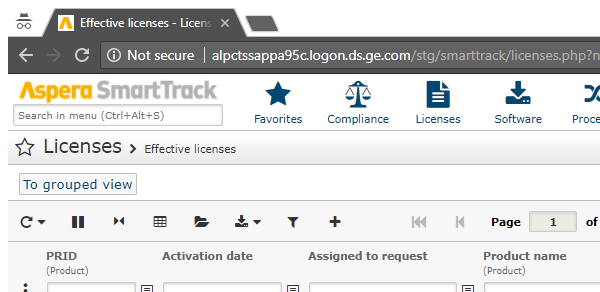 Effective licenses - Licens
Not secure | alpctssappa95c.logon.ds.ge.com/stg/smarttrack/licenses.php?n
Aspera SmartTrack
Search in menu (Ctrl+Alt+S)
Favorites Compliance Licenses Software Proce
Licenses > Effective licenses
To grouped view
Page 1 of
PRID Activation date Assigned to request Product name
(Product) (Product)